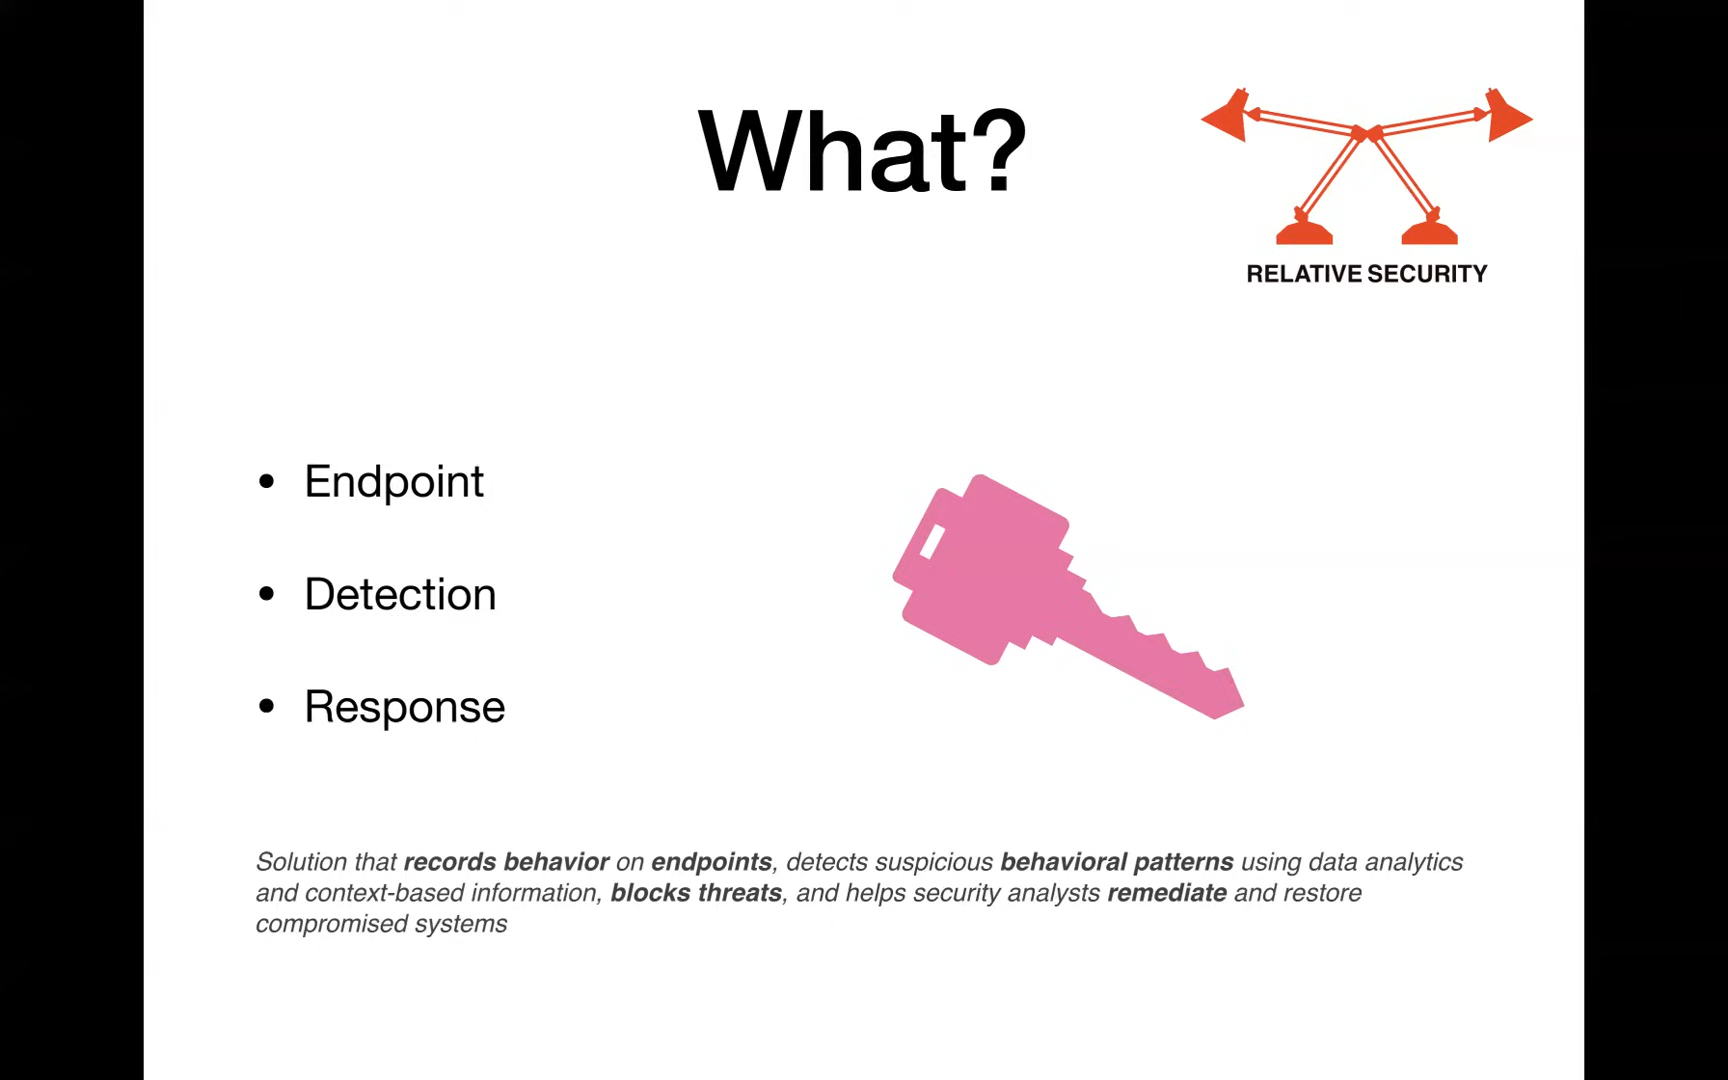 What?
RELATIVE SECURITY
• Endpoint
• Detection
• Response
Solution that records behavior on endpoints, detects suspicious behavioral patterns using data analytics
and context-based information, blocks threats, and helps security analysts remediate and restore
compromised systems